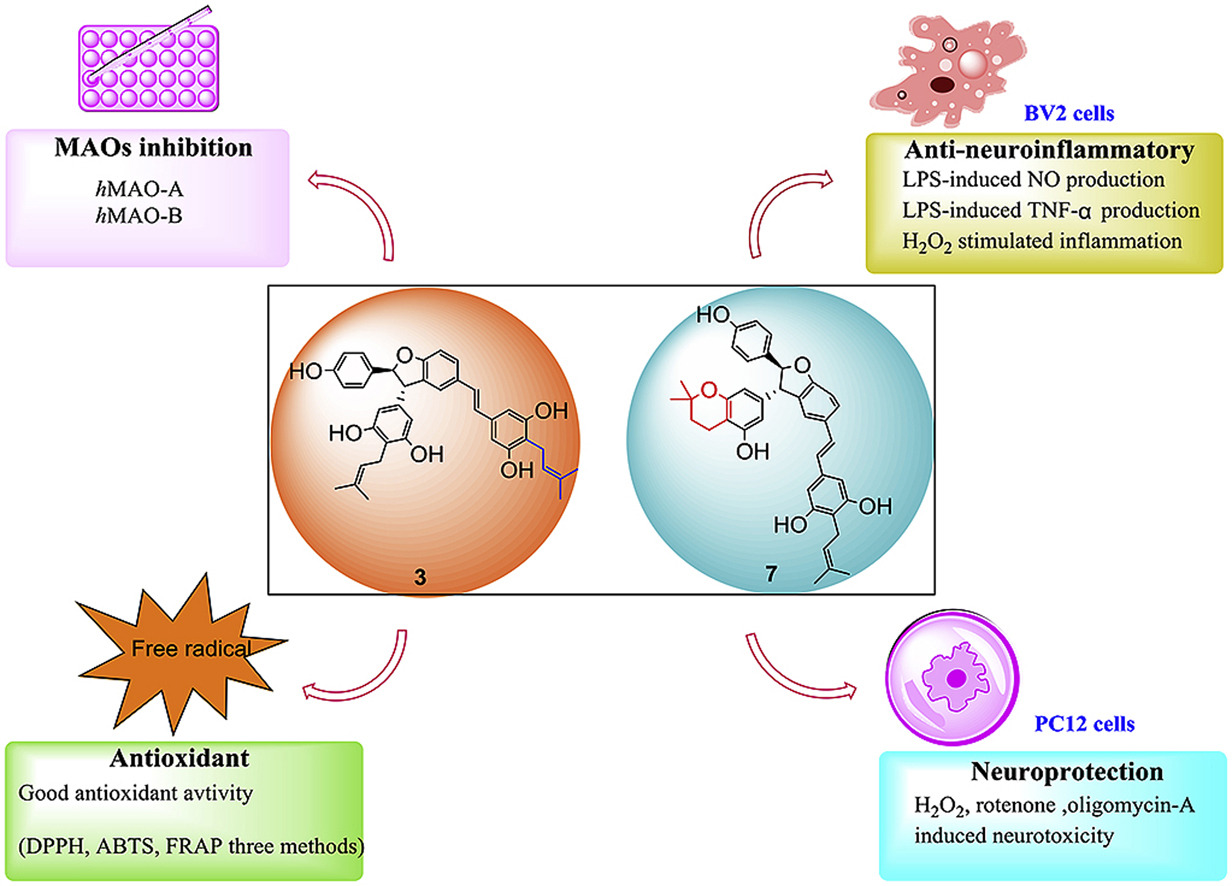 MAOs inhibition
hMAO-A
hMAO-B
BV2 cells
Anti-neuroinflammatory
LPS-induced NO production
LPS-induced TNF-α production
H₂O₂ stimulated inflammation
HO
O
HO
OH
OH
OH
3
HO
O
O
OH
HO
OH
7
Free radical
Antioxidant
Good antioxidant avtivity
(DPPH, ABTS, FRAP three methods)
PC12 cells
Neuroprotection
H₂O₂, rotenone ,oligomycin-A
induced neurotoxicity